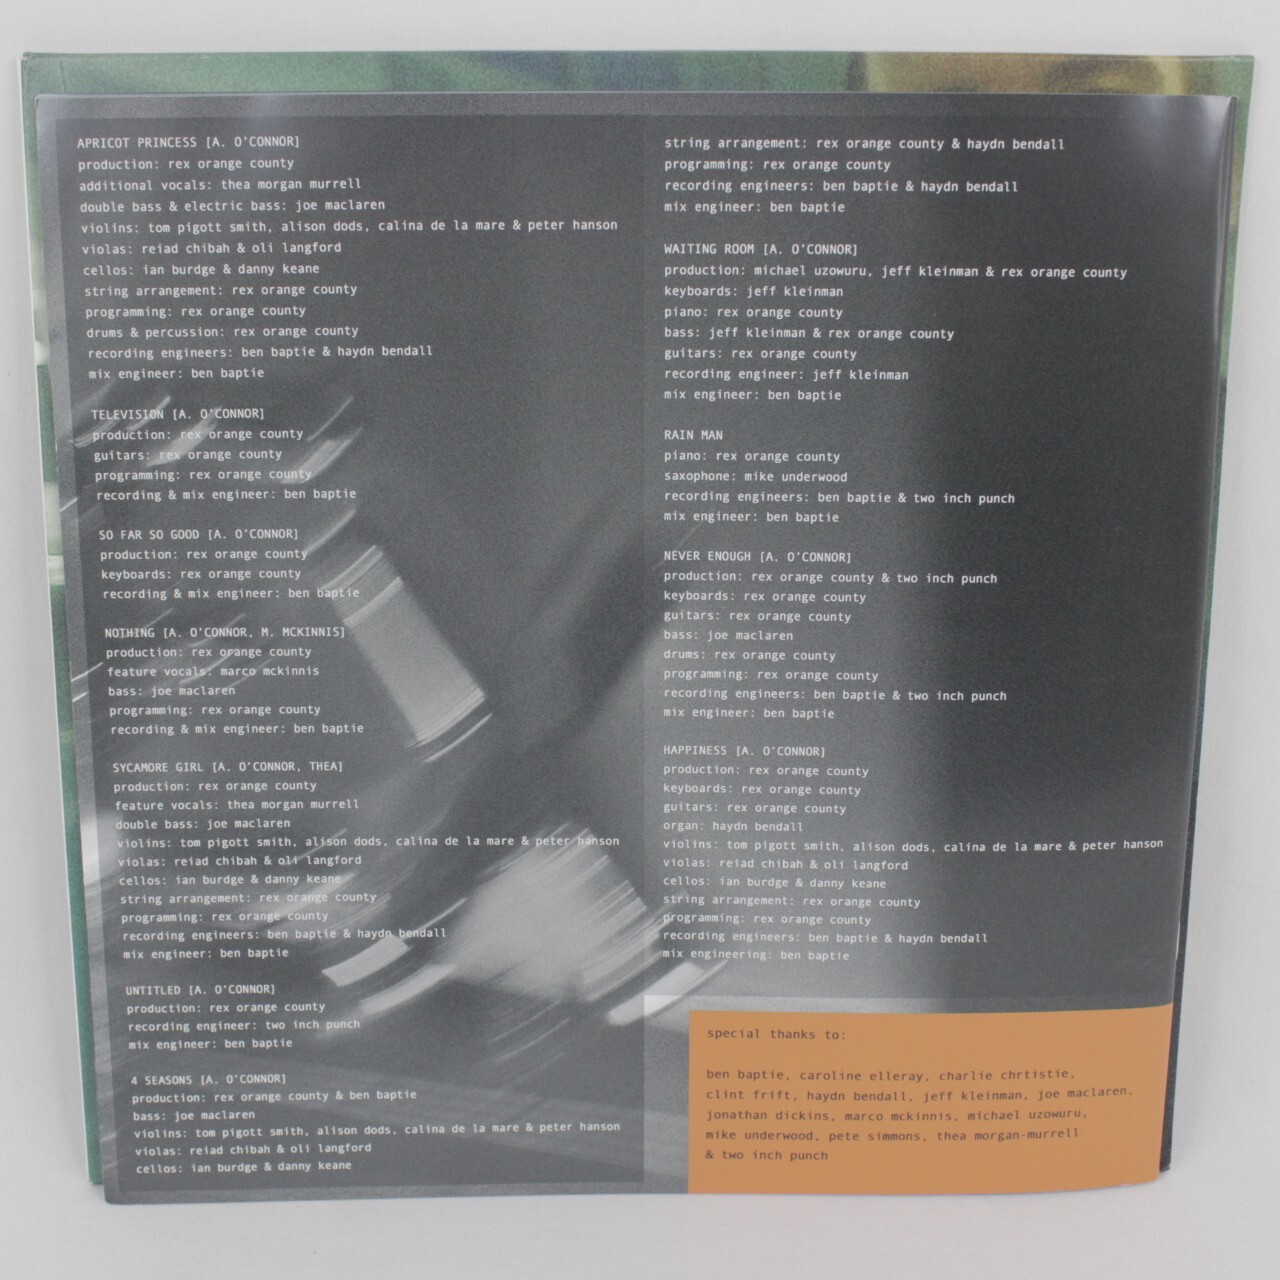 APRICOT PRINCESS [A. O'CONNOR]
production: rex orange county
additional vocals: thea morgan murrell
double bass & electric bass: joe maclaren
violins: tom pigott smith, alison dods, calina de la mare & peter hanson
violas: reiad chibah & oli langford
cellos: ian burdge & danny keane
string arrangement: rex orange county
programming: rex orange county
drums & percussion: rex orange county
recording engineers: ben baptie & haydn bendall
mix engineer: ben baptie
TELEVISION [A. O'CONNOR]
production: rex orange county
guitars: rex orange county
programming: rex orange county
recording & mix engineer: ben baptie
SO FAR SO GOOD [A. O'CONNOR]
production: rex orange county
keyboards: rex orange county
recording & mix engineer: ben baptie
NOTHING [A. O'CONNOR, M. MCKINNIS]
production: rex orange county
feature vocals: marco mckinnis
bass: joe maclaren
programming: rex orange county
recording & mix engineer: ben baptie
SYCAMORE GIRL [A. O'CONNOR, THEA]
production: rex orange county
feature vocals: thea morgan murrell
double bass: joe maclaren
violins: tom pigott smith, alison dods, calina de la mare & peter hanson
violas: reiad chibah & oli langford
cellos: ian burdge & danny keane
string arrangement: rex orange county
programming: rex orange county
recording engineers: ben baptie & haydn bendall
mix engineer: ben baptie
UNTITLED [A. O'CONNOR]
production: rex orange county
recording engineer: two inch punch
mix engineer: ben baptie
4 SEASONS [A. O'CONNOR]
production: rex orange county & ben baptie
bass: joe maclaren
violins: tom pigott smith, alison dods, calina de la mare & peter hanson
violas: reiad chibah & oli langford
cellos: ian burdge & danny keane
string arrangement: rex orange county & haydn bendall
programming: rex orange county
recording engineers: ben baptie & haydn bendall
mix engineer: ben baptie
WAITING ROOM [A. O'CONNOR]
production: michael uzowuru, jeff kleinman & rex orange county
keyboards: jeff kleinman
piano: rex orange county
bass: jeff kleinman & rex orange county
guitars: rex orange county
recording engineer: jeff kleinman
mix engineer: ben baptie
RAIN MAN
piano: rex orange county
saxophone: mike underwood
recording engineers: ben baptie & two inch punch
mix engineer: ben baptie
NEVER ENOUGH [A. O'CONNOR]
production: rex orange county & two inch punch
keyboards: rex orange county
guitars: rex orange county
bass: joe maclaren
drums: rex orange county
programming: rex orange county
recording engineers: ben baptie & two inch punch
mix engineer: ben baptie
HAPPINESS [A. O'CONNOR]
production: rex orange county
keyboards: rex orange county
guitars: rex orange county
organ: haydn bendall
violins: tom pigott smith, alison dods, calina de la mare & peter hanson
violas: reiad chibah & oli langford
cellos: ian burdge & danny keane
string arrangement: rex orange county
programming: rex orange county
recording engineers: ben baptie & haydn bendall
mix engineering: ben baptie
special thanks to:
ben baptie, caroline elleray, charlie chrtistie,
clint frift, haydn bendall, jeff kleinman, joe maclaren,
jonathan dickins, marco mckinnis, michael uzowuru,
mike underwood, pete simmons, thea morgan-murrell
& two inch punch